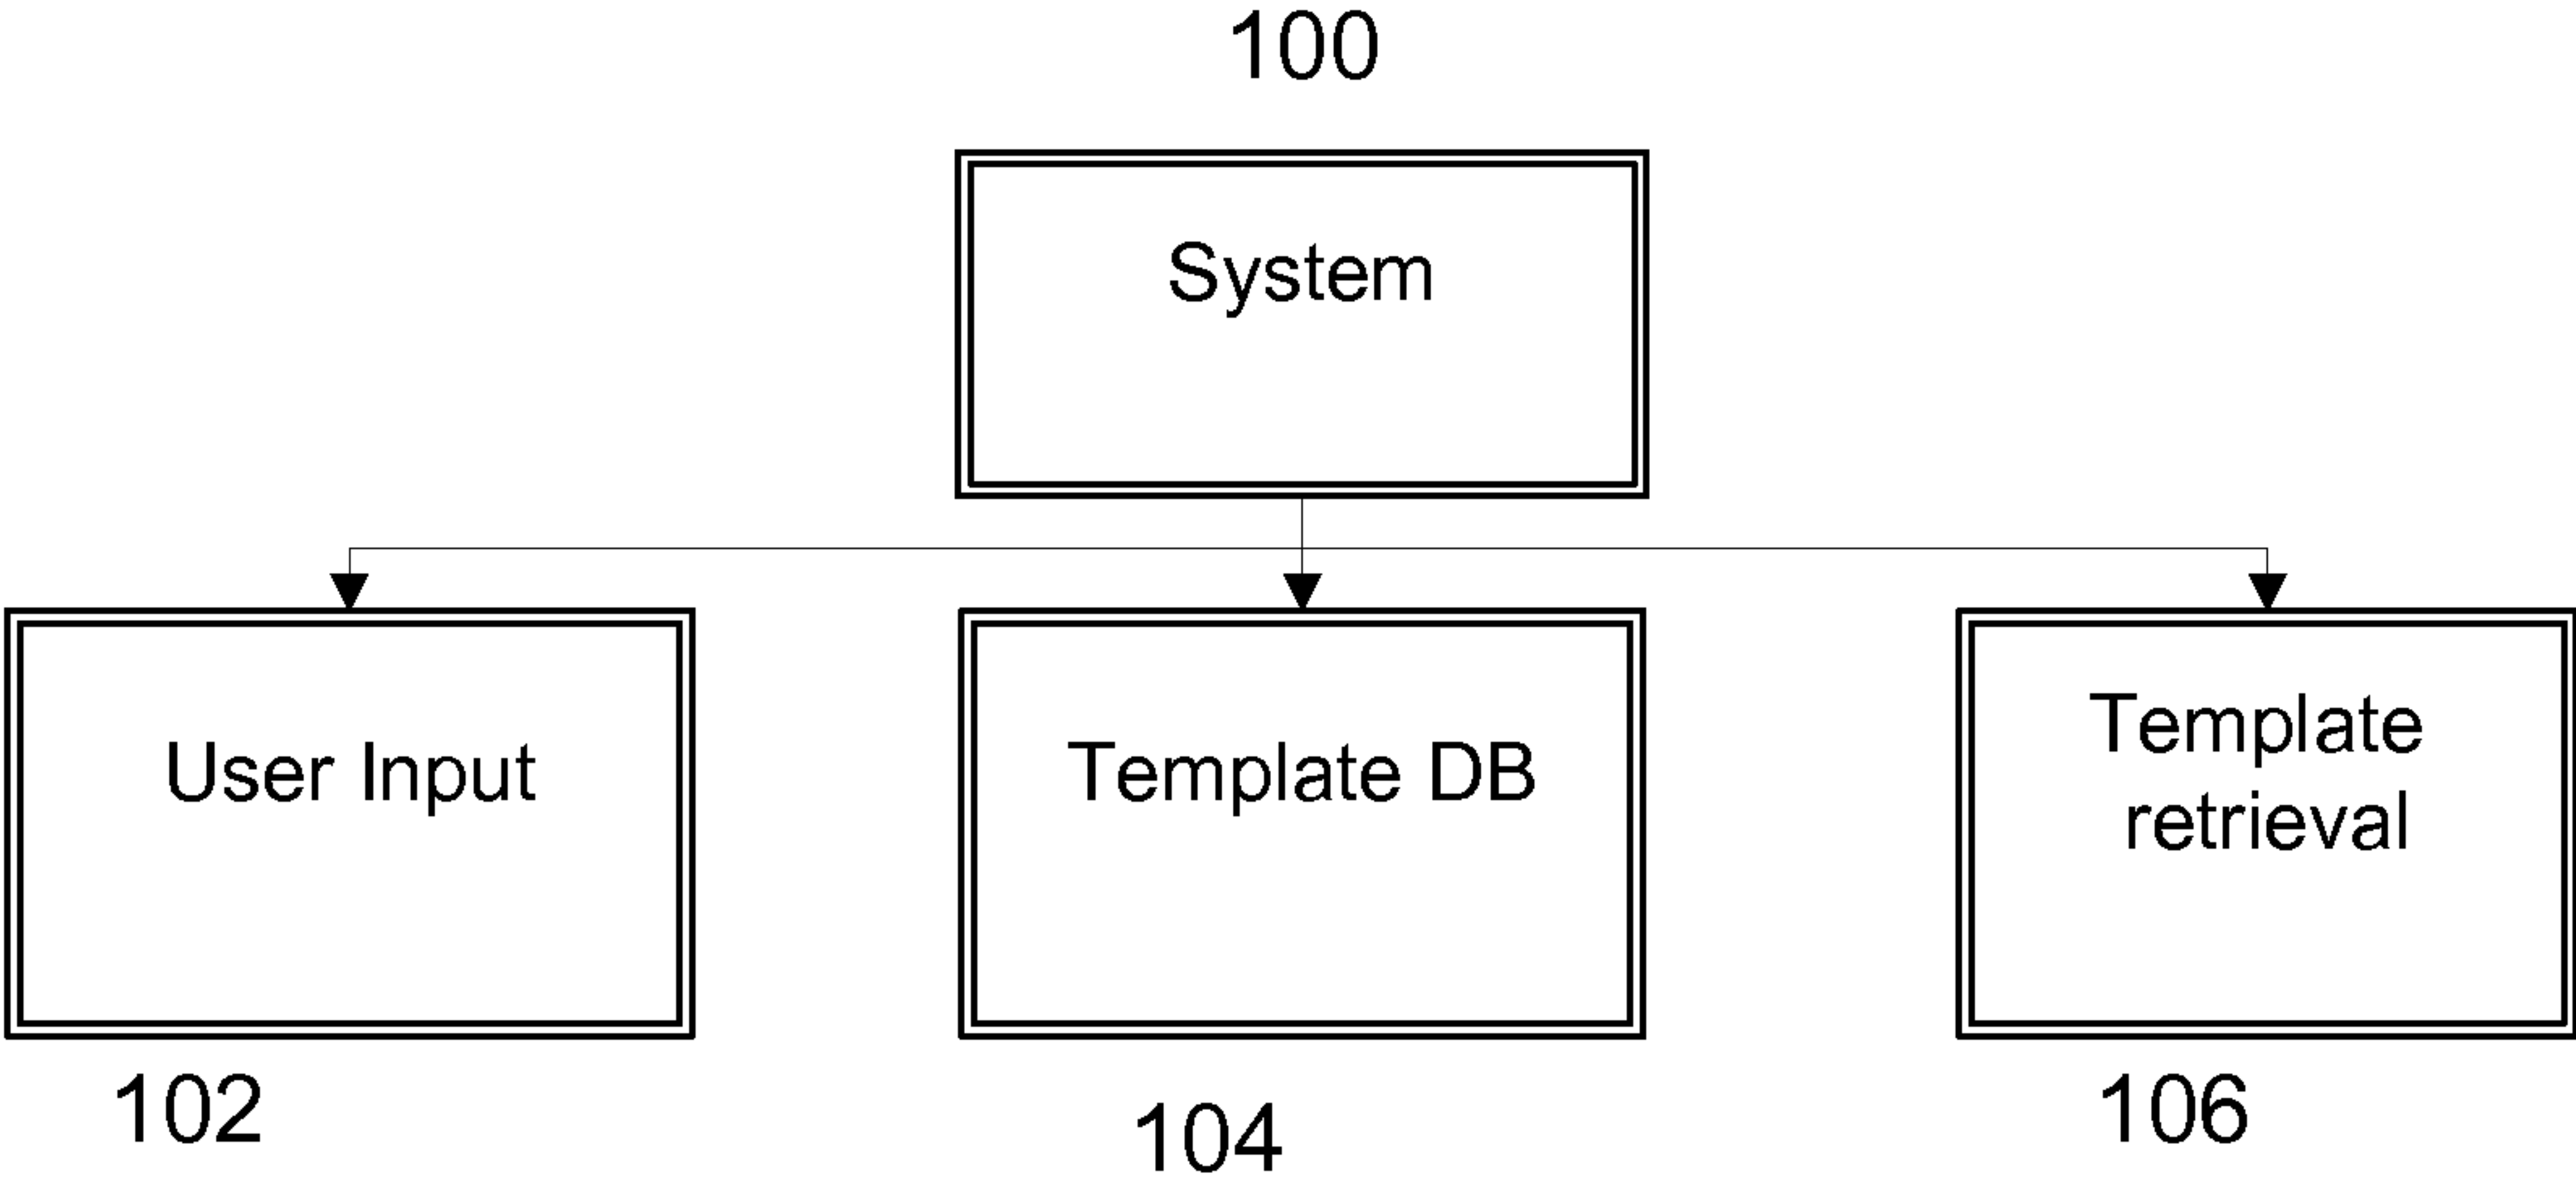 100
System
User Input
Template DB
Template
retrieval
102
104
106